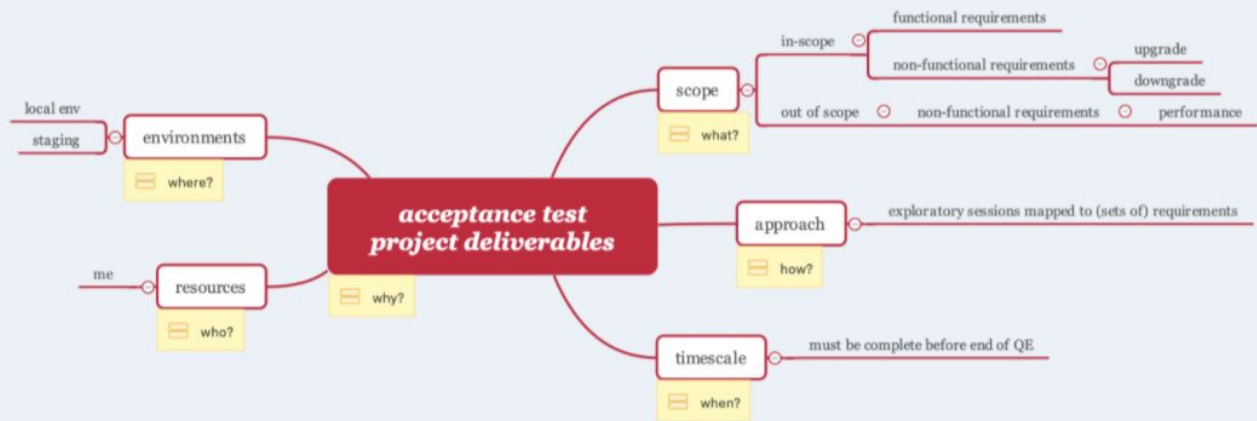 acceptance test
project deliverables
why?
scope
what?
in-scope
functional requirements
non-functional requirements
upgrade
downgrade
out of scope
non-functional requirements
performance
approach
how?
exploratory sessions mapped to (sets of) requirements
timescale
when?
must be complete before end of QE
environments
where?
local env
staging
resources
who?
me